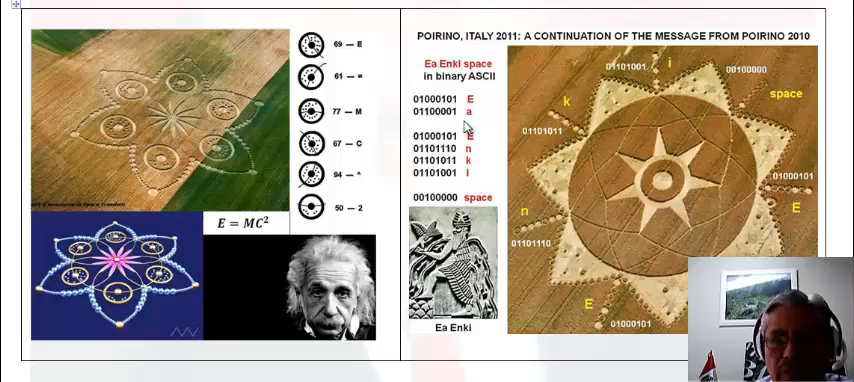 69 — E
61 — =
77 — M
67 — C
94 — ^
50 — 2
E = MC²
POIRINO, ITALY 2011: A CONTINUATION OF THE MESSAGE FROM POIRINO 2010
Ea Enki space
in binary ASCII
01000101 E
01100001 a
01000101 E
01101110 n
01101011 k
01101001 i
00100000 space
Ea Enki
01101001
i
00100000
space
k
01101011
01000101
E
n
01101110
E
01000101